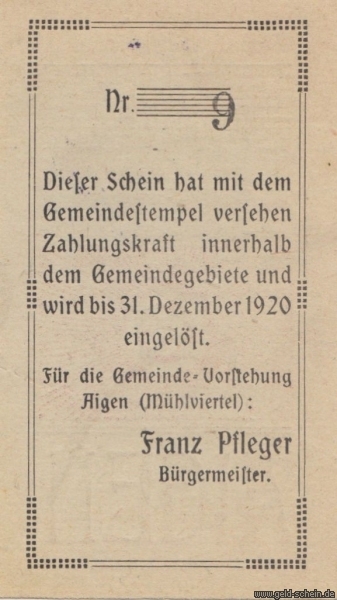 Nr. 9
Dieſer Schein hat mit dem
Gemeindeſtempel verſehen
Zahlungskraft innerhalb
dem Gemeindegebiete und
wird bis 31. Dezember 1920
eingelöſt.
Für die Gemeinde-Vorſtehung
Aigen (Mühlviertel):
Franz Pfleger
Bürgermeiſter.
www.geld-schein.de